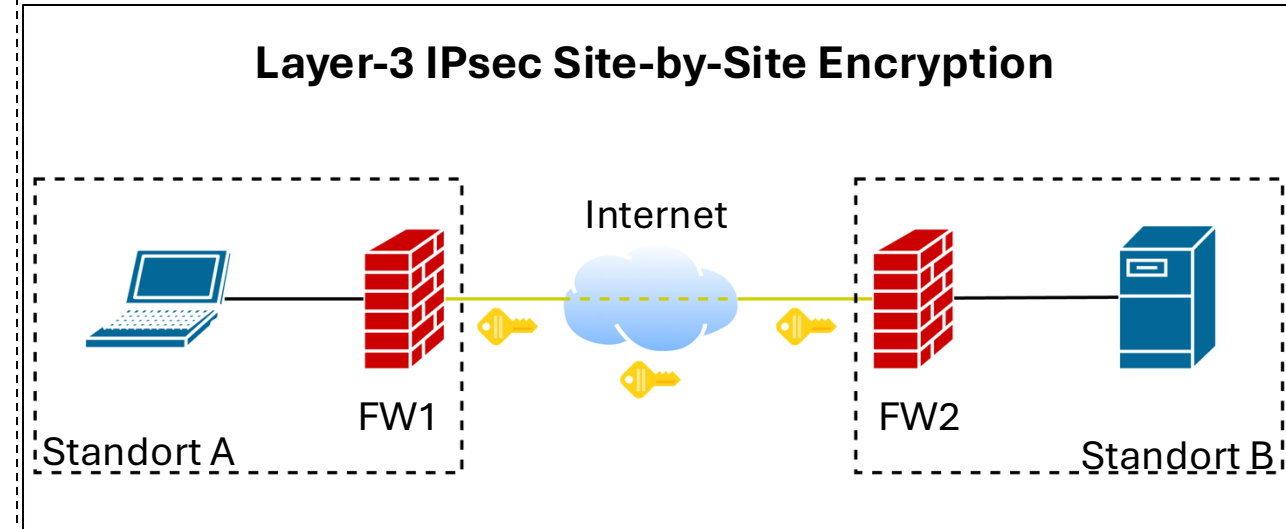 Layer-3 IPsec Site-by-Site Encryption
Internet
FW1
FW2
Standort A
Standort B